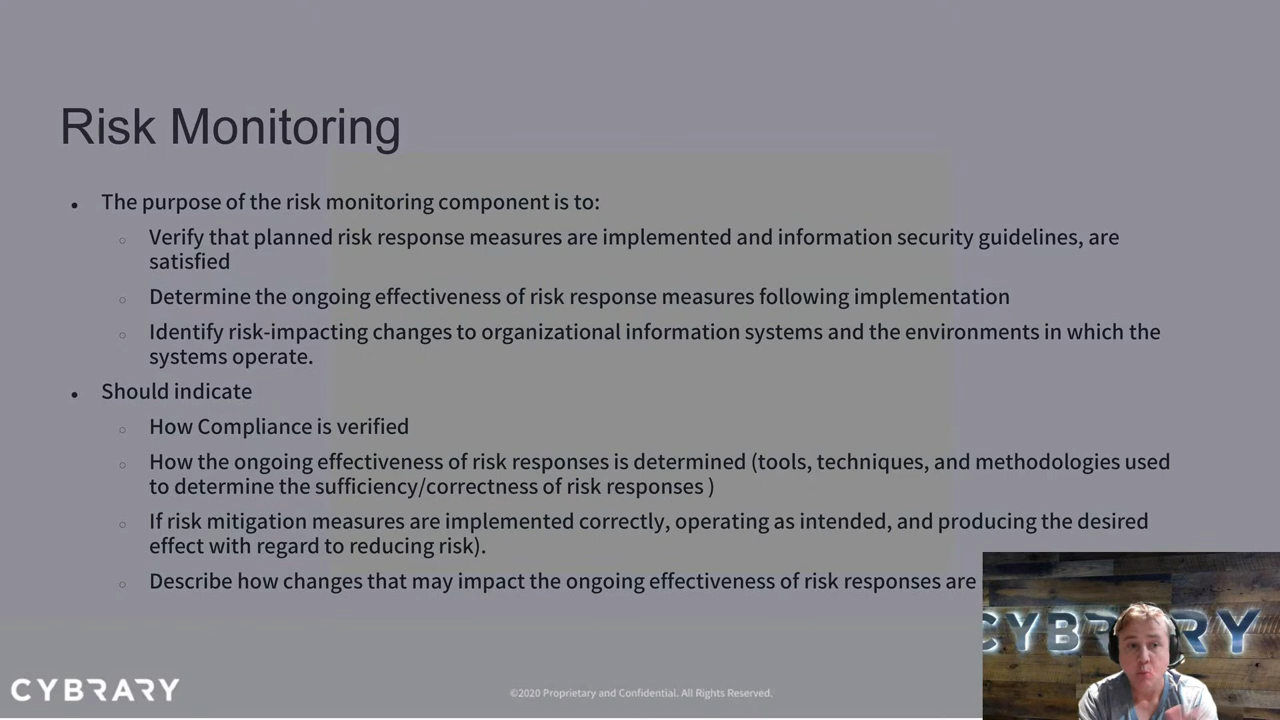 Risk Monitoring
The purpose of the risk monitoring component is to:
Verify that planned risk response measures are implemented and information security guidelines, are
satisfied
Determine the ongoing effectiveness of risk response measures following implementation
Identify risk-impacting changes to organizational information systems and the environments in which the
systems operate.
Should indicate
How Compliance is verified
How the ongoing effectiveness of risk responses is determined (tools, techniques, and methodologies used
to determine the sufficiency/correctness of risk responses )
If risk mitigation measures are implemented correctly, operating as intended, and producing the desired
effect with regard to reducing risk).
Describe how changes that may impact the ongoing effectiveness of risk responses are
CYBRARY
CYBRARY
©2020 Proprietary and Confidential. All Rights Reserved.